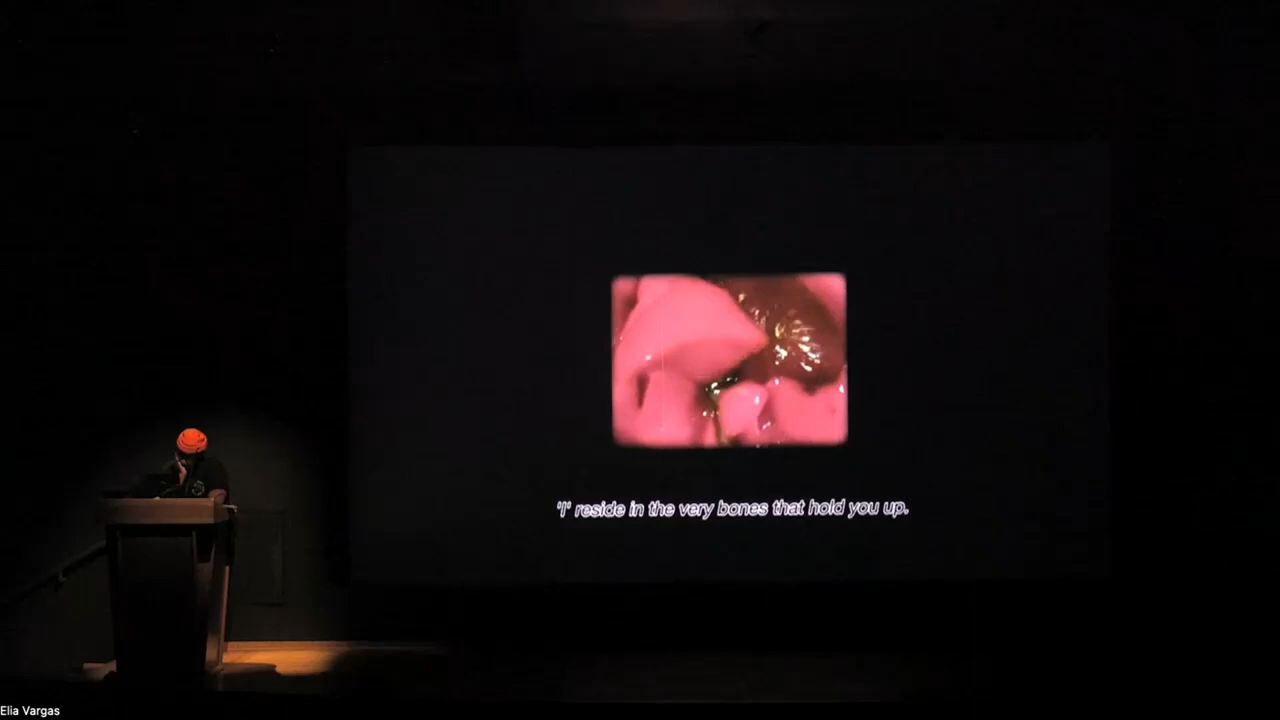 'I' reside in the very bones that hold you up.
Elia Vargas